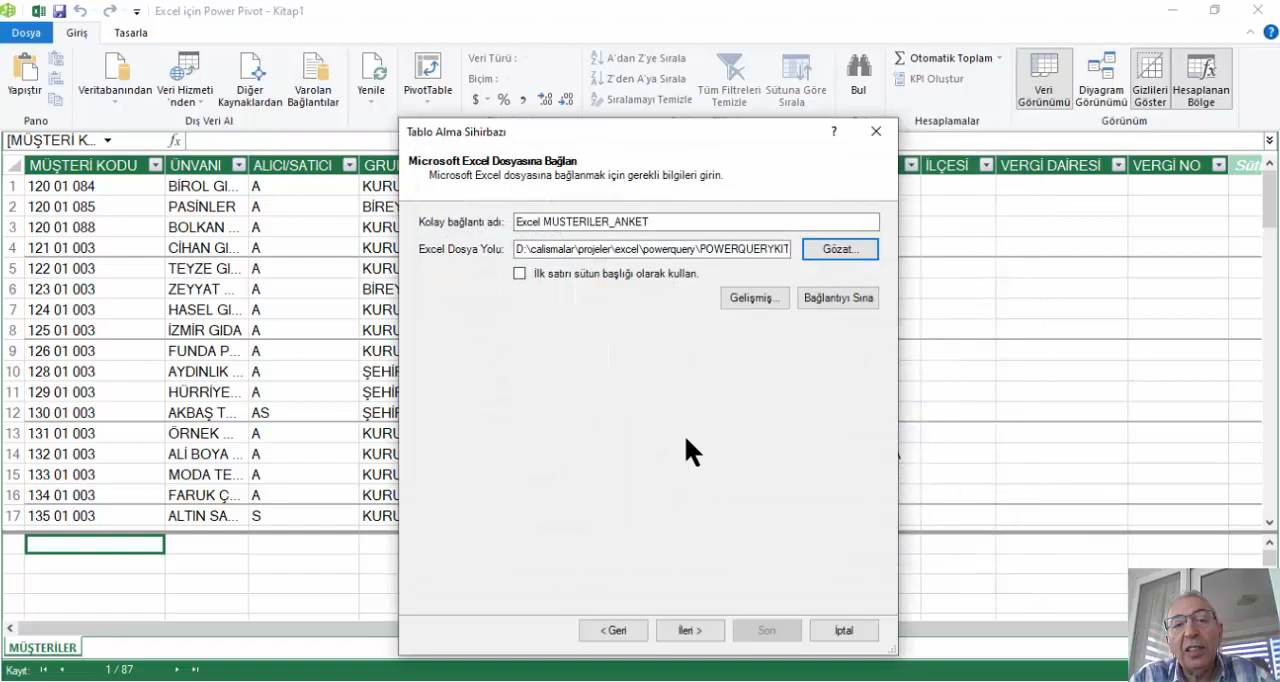 Excel için Power Pivot - Kitap1
Dosya Giriş Tasarla
Yapıştır
Pano
Veritabanından
Veri Hizmeti 'nden
Diğer Kaynaklardan
Varolan Bağlantılar
Dış Veri Al
Yenile
PivotTable
Veri Türü :
Biçim :
$ % ,
A'dan Z'ye Sırala
Z'den A'ya Sırala
Sıralamayı Temizle
Tüm Filtreleri Temizle
Sütuna Göre Sırala
Bul
Otomatik Toplam
KPI Oluştur
Hesaplamalar
Veri Görünümü
Diyagram Görünümü
Gizlileri Göster
Hesaplanan Bölge
Görünüm
[MÜŞTERİ K... fx
MÜŞTERİ KODU ÜNVANI ALICI/SATICI İLÇESİ VERGİ DAİRESİ VERGİ NO
1 120 01 084 BİROL GI... A KURU
2 120 01 085 PASİNLER A BİREY
3 120 01 088 BOLKAN ... A KURU
4 121 01 003 CİHAN GI... A KURU
5 122 01 003 TEYZE GI... A KURU
6 123 01 003 ZEYYAT ... A BİREY
7 124 01 003 HASEL GI... A KURU
8 125 01 003 İZMİR GIDA A KURU
9 126 01 003 FUNDA P... A KURU
10 128 01 003 AYDINLIK ... A ŞEHİR
11 129 01 003 HÜRRİYE... A KURU
12 130 01 003 AKBAŞ T... AS ŞEHİR
13 131 01 003 ÖRNEK ... A KURU
14 132 01 003 ALİ BOYA ... A KURU
15 133 01 003 MODA TE... A KURU
16 134 01 003 FARUK Ç... A KURU
17 135 01 003 ALTIN SA... S KURU
Tablo Alma Sihirbazı ?
Microsoft Excel Dosyasına Bağlan
Microsoft Excel dosyasına bağlanmak için gerekli bilgileri girin.
Kolay bağlantı adı: Excel MUSTERILER_ANKET
Excel Dosya Yolu: D:\calismalar\projeler\excel\powerquery\POWERQUERYKIT Gözat...
İlk satırı sütun başlığı olarak kullan.
Gelişmiş... Bağlantıyı Sına
< Geri İleri > Son İptal
MÜŞTERİLER
Kayıt: 1 / 87